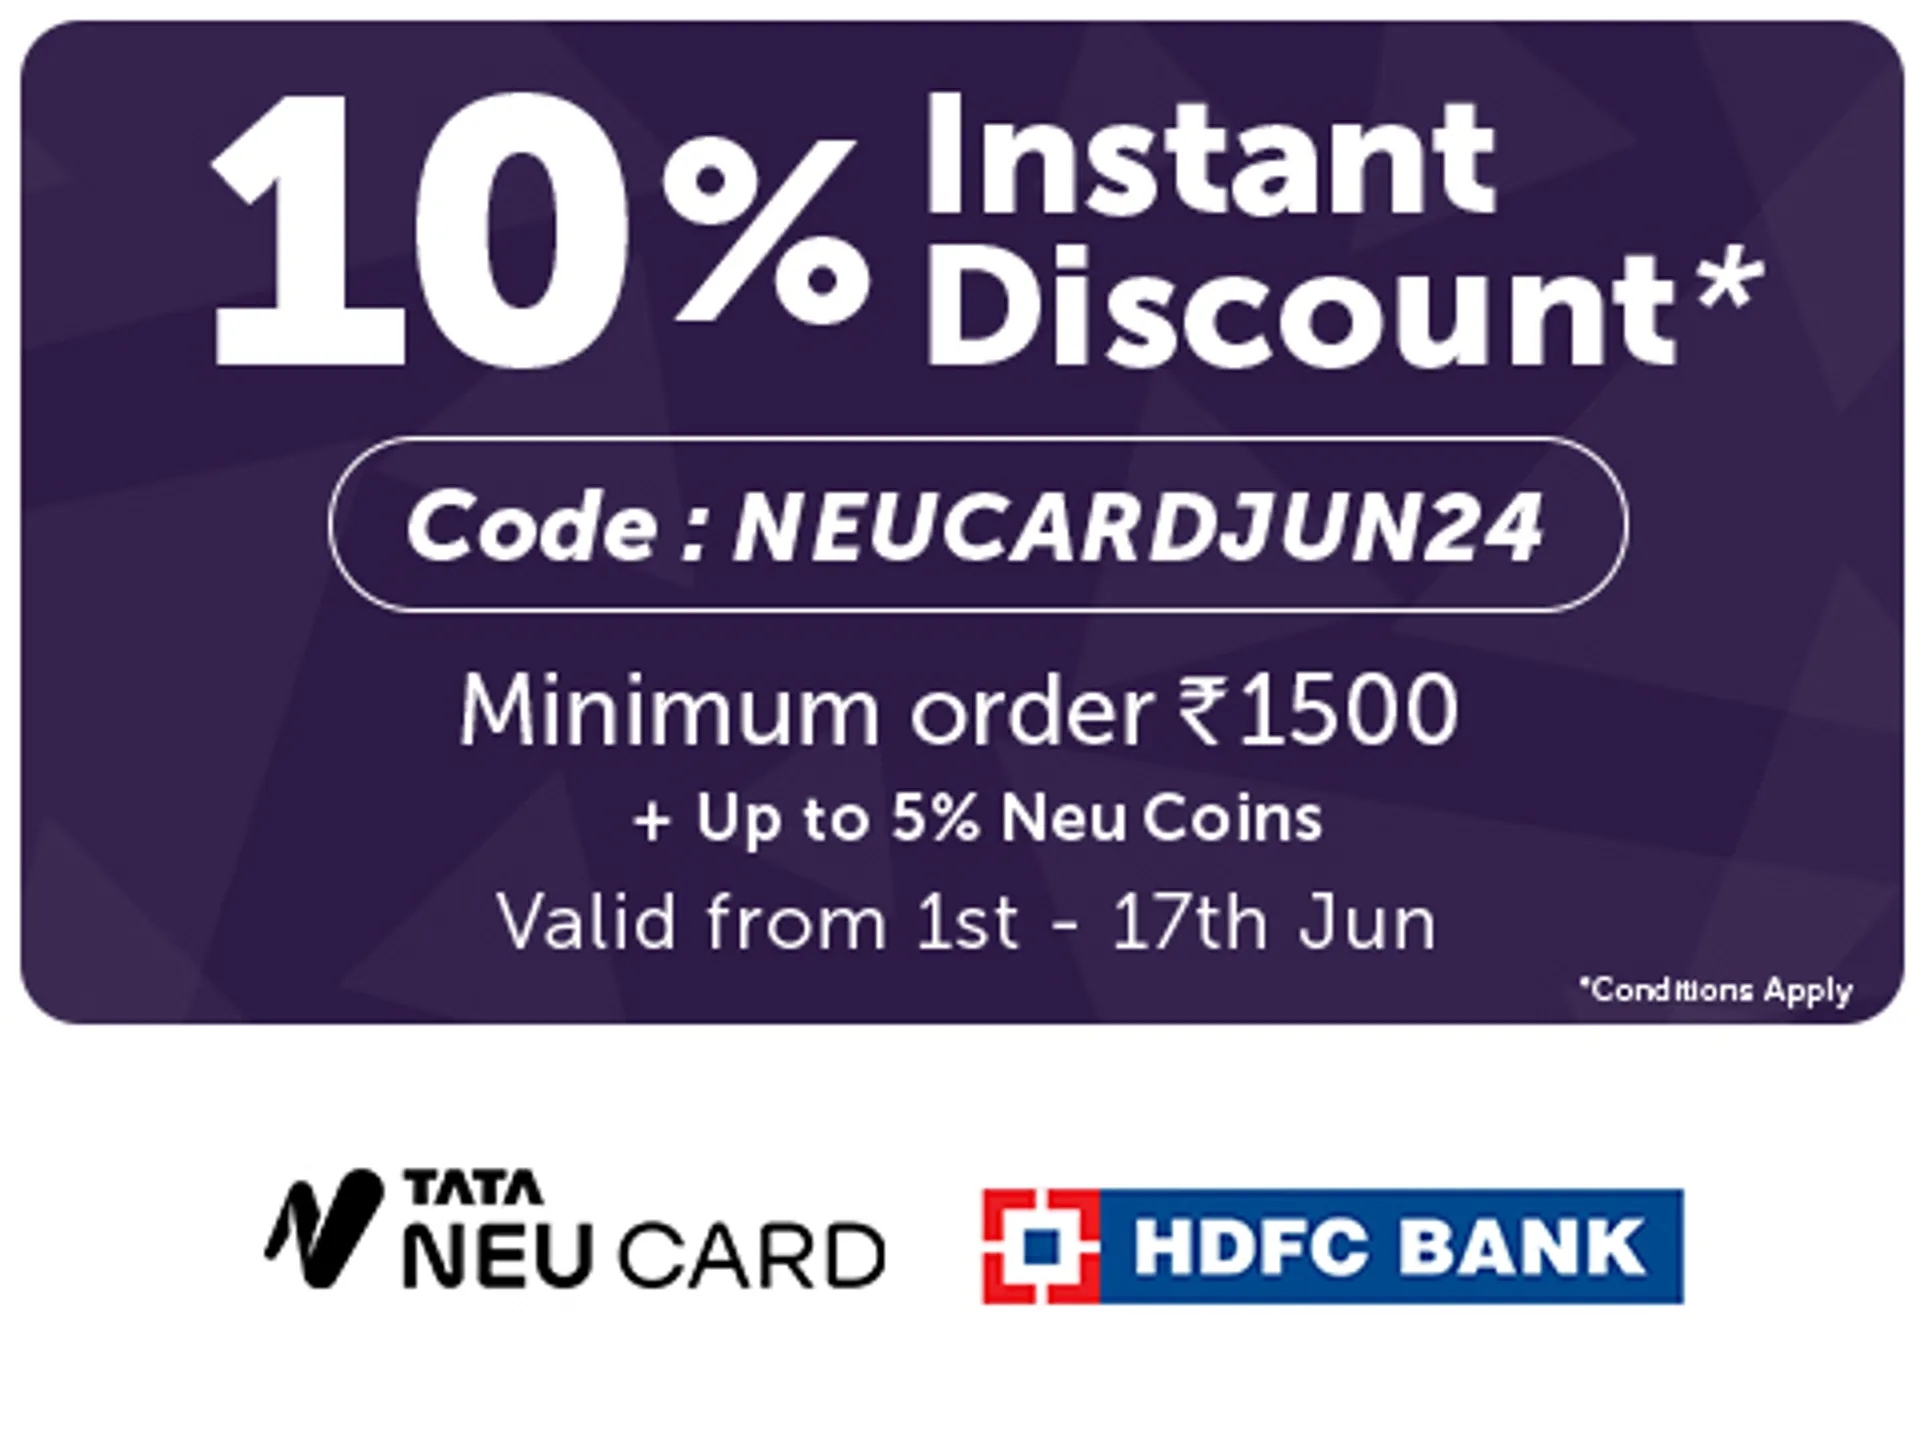 10% Instant
Discount*
Code : NEUCARDJUN24
Minimum order ₹1500
+ Up to 5% Neu Coins
Valid from 1st - 17th Jun
*Conditions Apply
TATA
NEU CARD
HDFC BANK